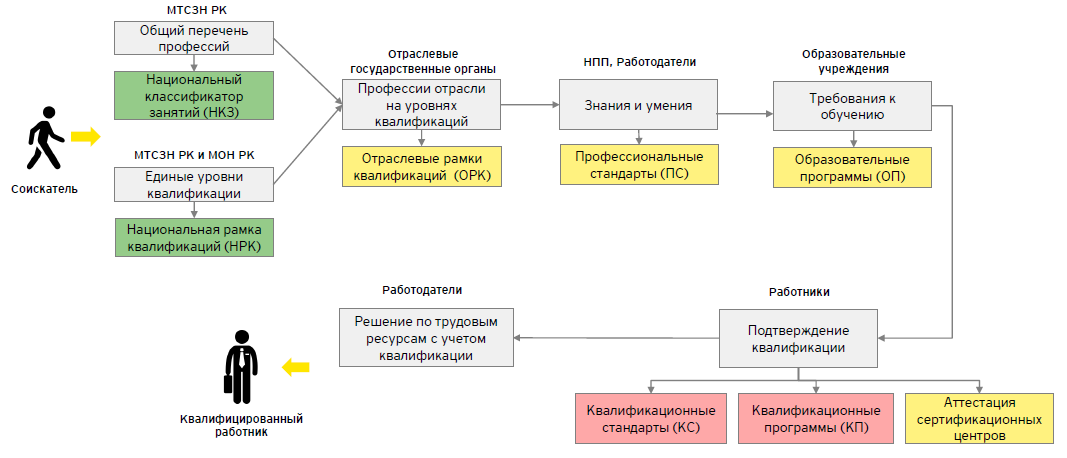 МТСЗН РК
Общий перечень
профессий
Национальный
классификатор
занятий (НКЗ)
Соискатель
МТСЗН РК и МОН РК
Единые уровни
квалификации
Национальная рамка
квалификаций (НРК)
Отраслевые
государственные органы
Профессии отрасли
на уровнях
квалификаций
Отраслевые рамки
квалификаций (ОРК)
НПП, Работодатели
Знания и умения
Профессиональные
стандарты (ПС)
Образовательные
учреждения
Требования к
обучению
Образовательные
программы (ОП)
Работники
Подтверждение
квалификации
Квалификационные
стандарты (КС)
Квалификационные
программы (КП)
Аттестация
сертификационных
центров
Работодатели
Решение по трудовым
ресурсам с учетом
квалификации
Квалифицированный
работник